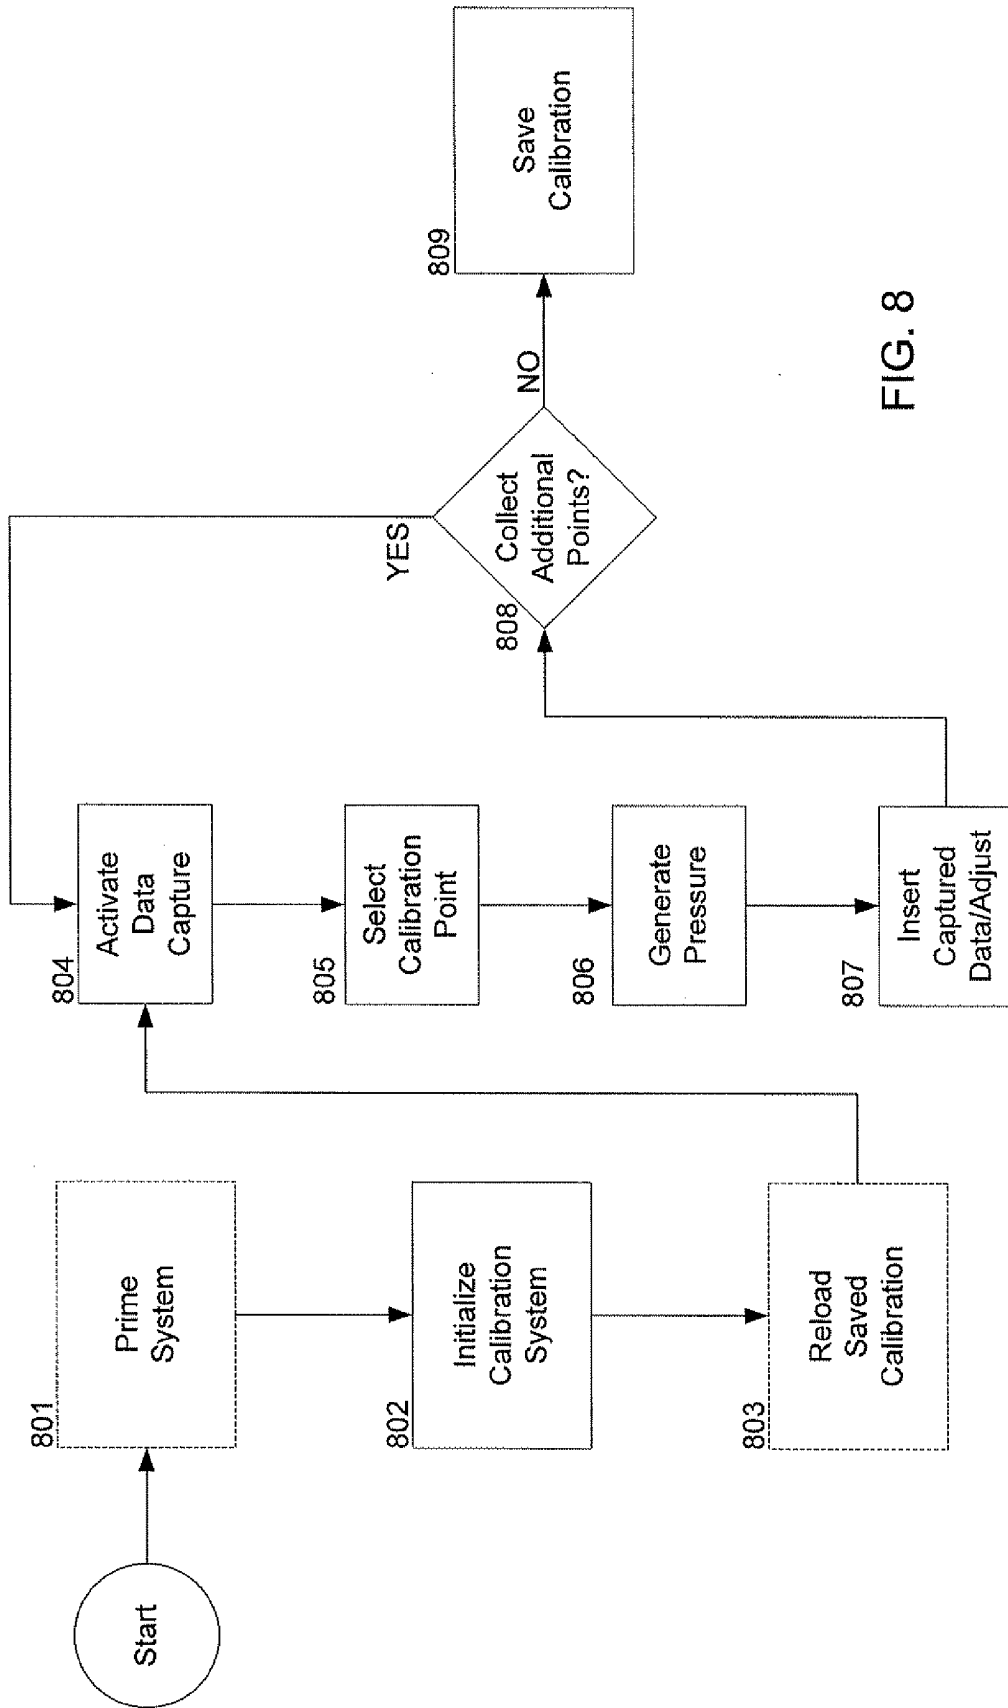 Start
801
Prime
System
802
Initialize
Calibration
System
803
Reload
Saved
Calibration
804
Activate
Data
Capture
805
Select
Calibration
Point
806
Generate
Pressure
807
Insert
Captured
Data/Adjust
808
Collect
Additional
Points?
YES
NO
809
Save
Calibration
FIG. 8